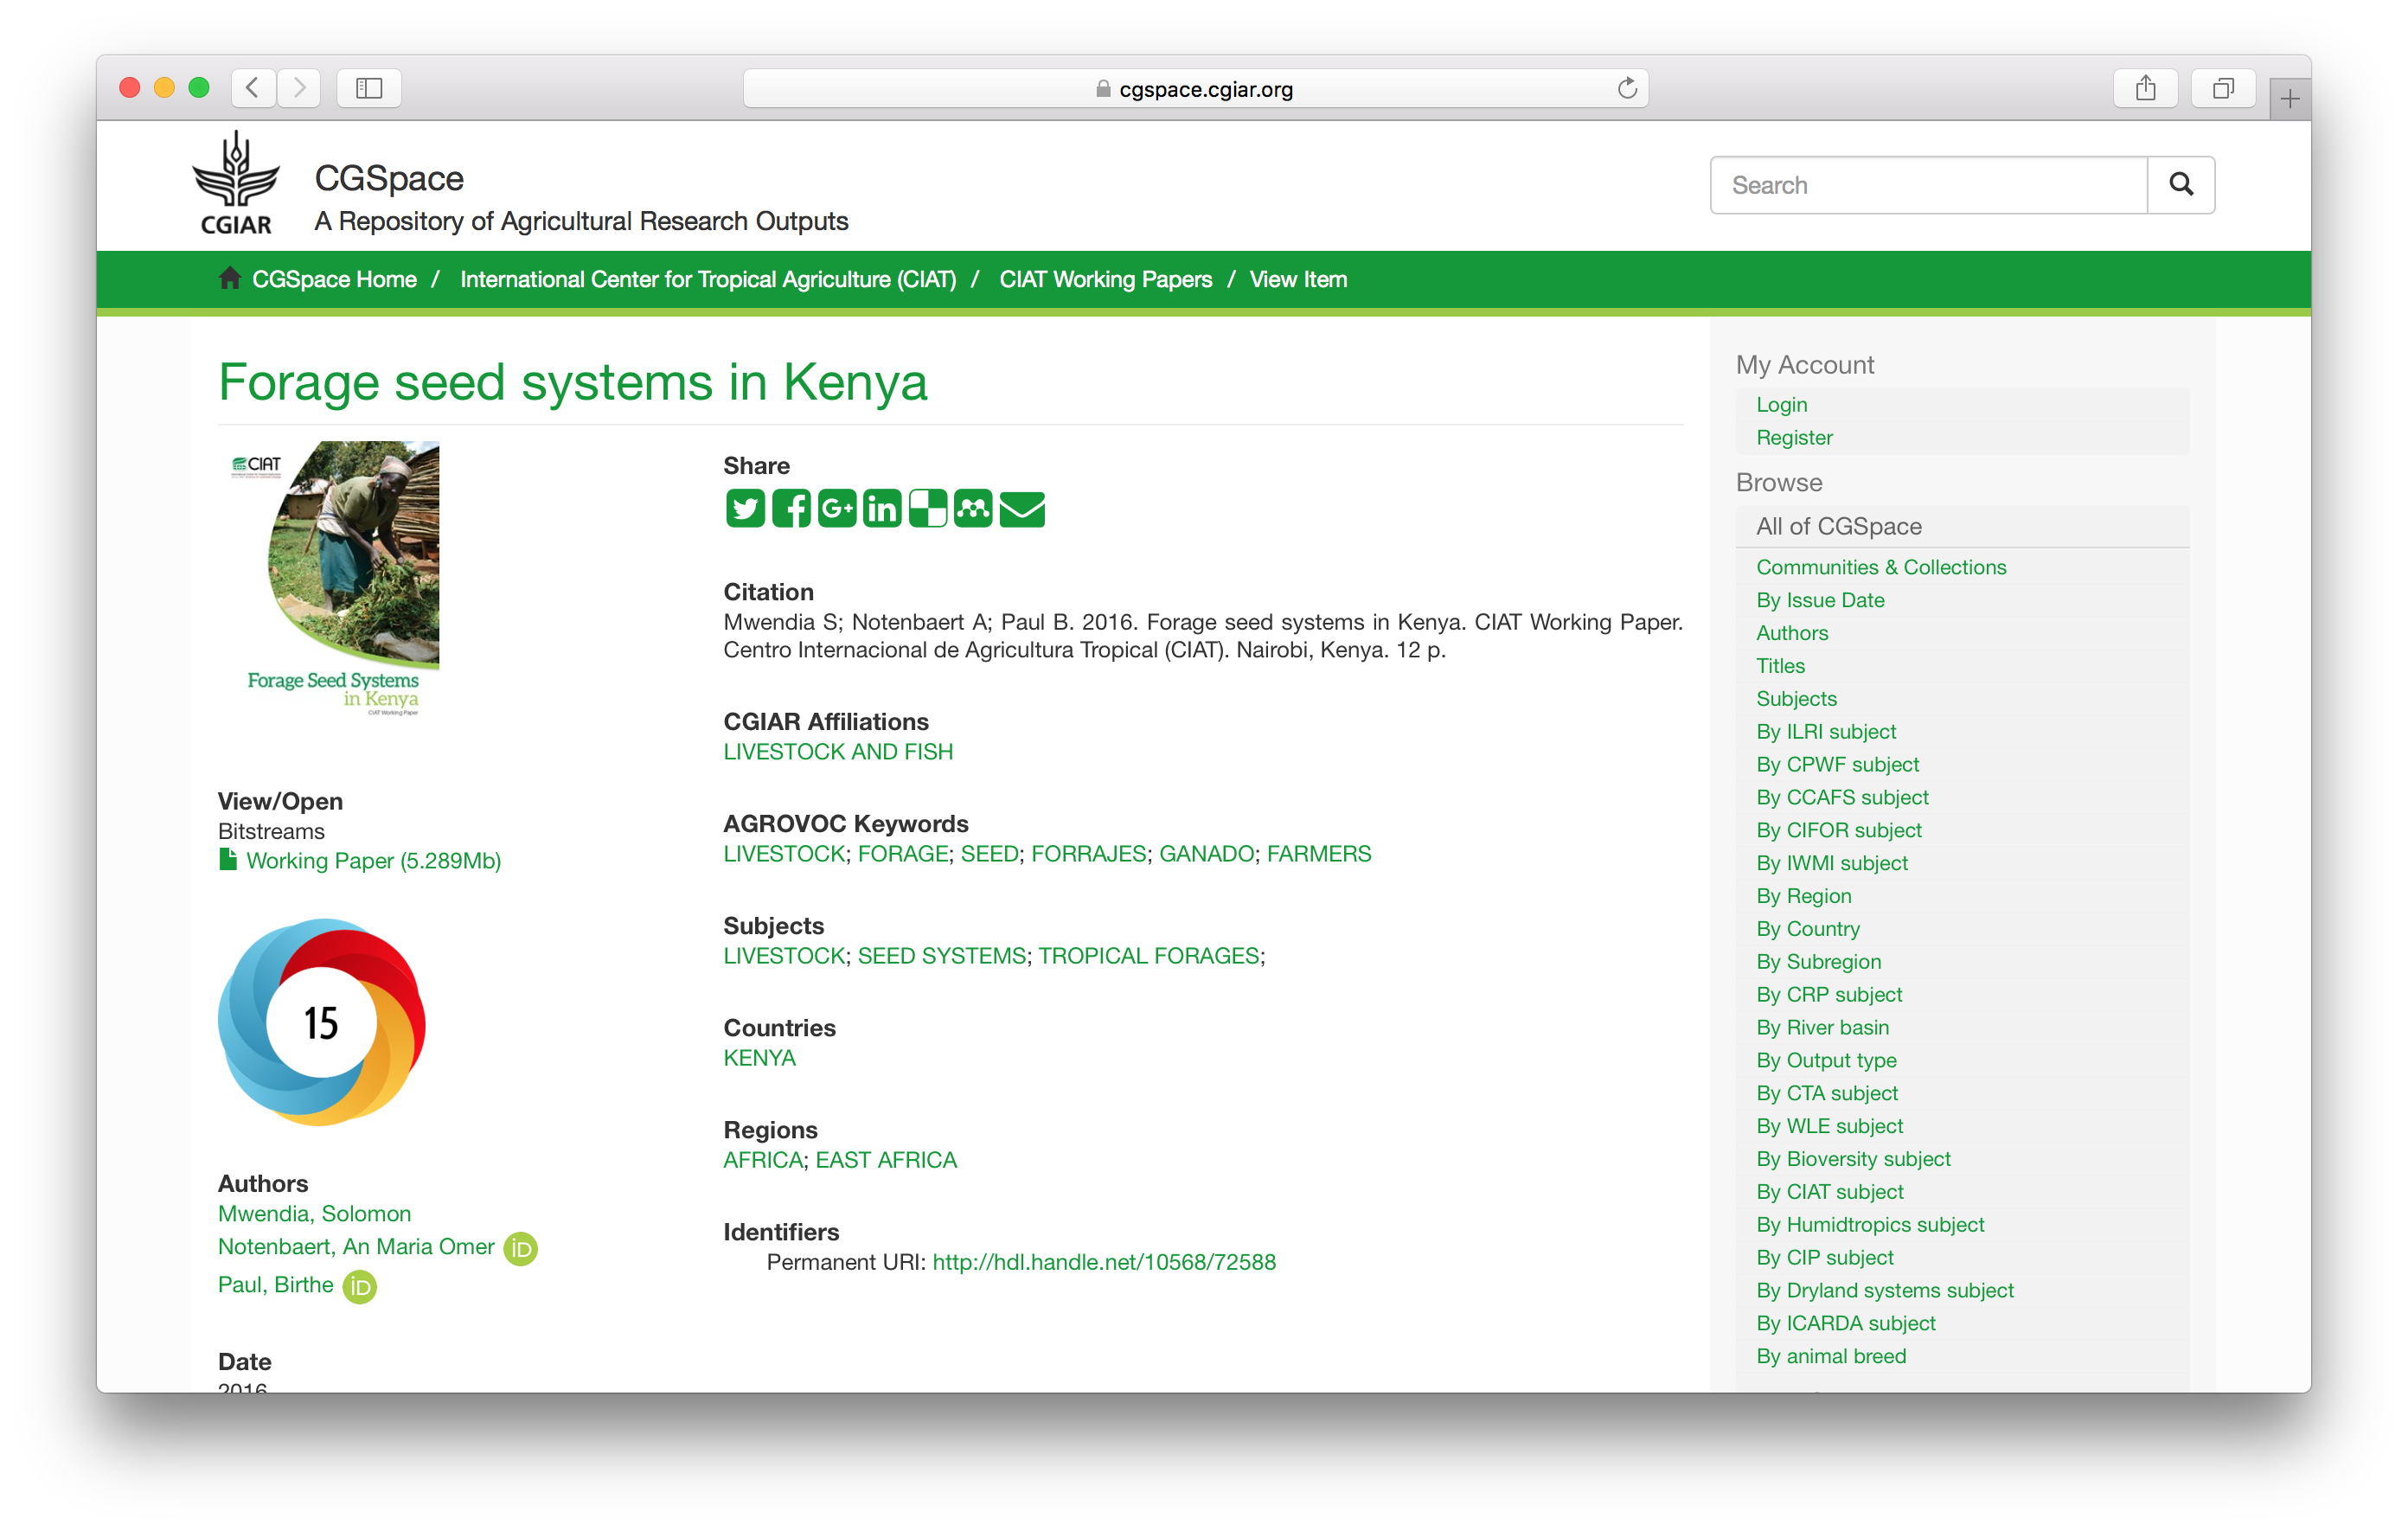 cgspace.cgiar.org
CGIAR
CGSpace
A Repository of Agricultural Research Outputs
Search
CGSpace Home / International Center for Tropical Agriculture (CIAT) / CIAT Working Papers / View Item
Forage seed systems in Kenya
CIAT
Forage Seed Systems
in Kenya
CIAT Working Paper
View/Open
Bitstreams
Working Paper (5.289Mb)
15
Authors
Mwendia, Solomon
Notenbaert, An Maria Omer iD
Paul, Birthe iD
Date
2016
Share
G+ in
Citation
Mwendia S; Notenbaert A; Paul B. 2016. Forage seed systems in Kenya. CIAT Working Paper.
Centro Internacional de Agricultura Tropical (CIAT). Nairobi, Kenya. 12 p.
CGIAR Affiliations
LIVESTOCK AND FISH
AGROVOC Keywords
LIVESTOCK; FORAGE; SEED; FORRAJES; GANADO; FARMERS
Subjects
LIVESTOCK; SEED SYSTEMS; TROPICAL FORAGES;
Countries
KENYA
Regions
AFRICA; EAST AFRICA
Identifiers
Permanent URI: http://hdl.handle.net/10568/72588
My Account
Login
Register
Browse
All of CGSpace
Communities & Collections
By Issue Date
Authors
Titles
Subjects
By ILRI subject
By CPWF subject
By CCAFS subject
By CIFOR subject
By IWMI subject
By Region
By Country
By Subregion
By CRP subject
By River basin
By Output type
By CTA subject
By WLE subject
By Bioversity subject
By CIAT subject
By Humidtropics subject
By CIP subject
By Dryland systems subject
By ICARDA subject
By animal breed